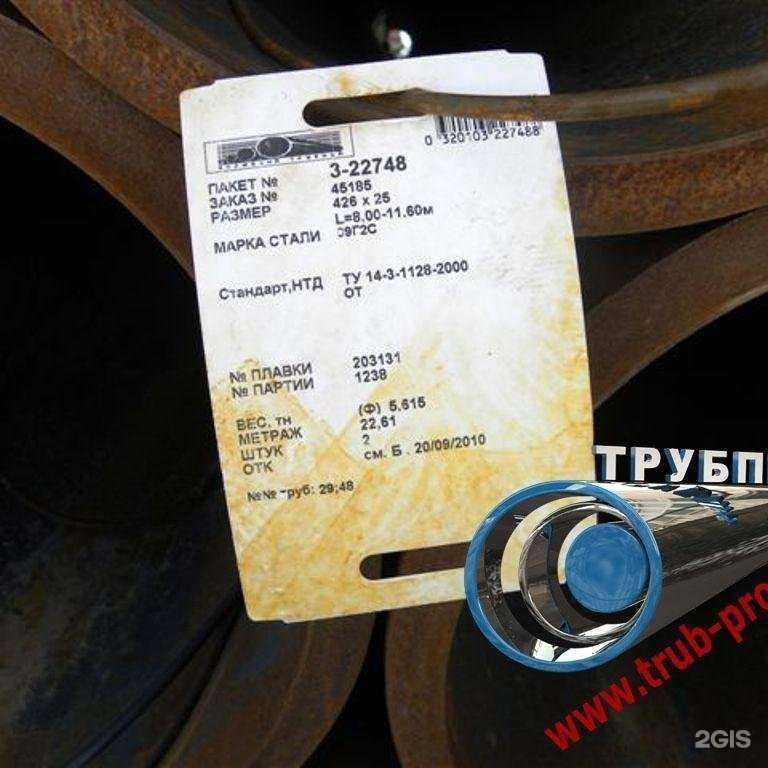 0 320103 227488
ПАКЕТ № 3-22748
ЗАКАЗ № 45185
РАЗМЕР 426 x 25
L=8.00-11.60м
МАРКА СТАЛИ 09Г2С
Стандарт,НТД ТУ 14-3-1128-2000
ОТ
№ ПЛАВКИ 203131
№ ПАРТИИ 1238
ВЕС, тн (Ф) 5.615
МЕТРАЖ 22,61
ШТУК 2
ОТК см. Б . 20/09/2010
№№ труб: 29;48
ТРУБП
www.trub-pro
2GIS